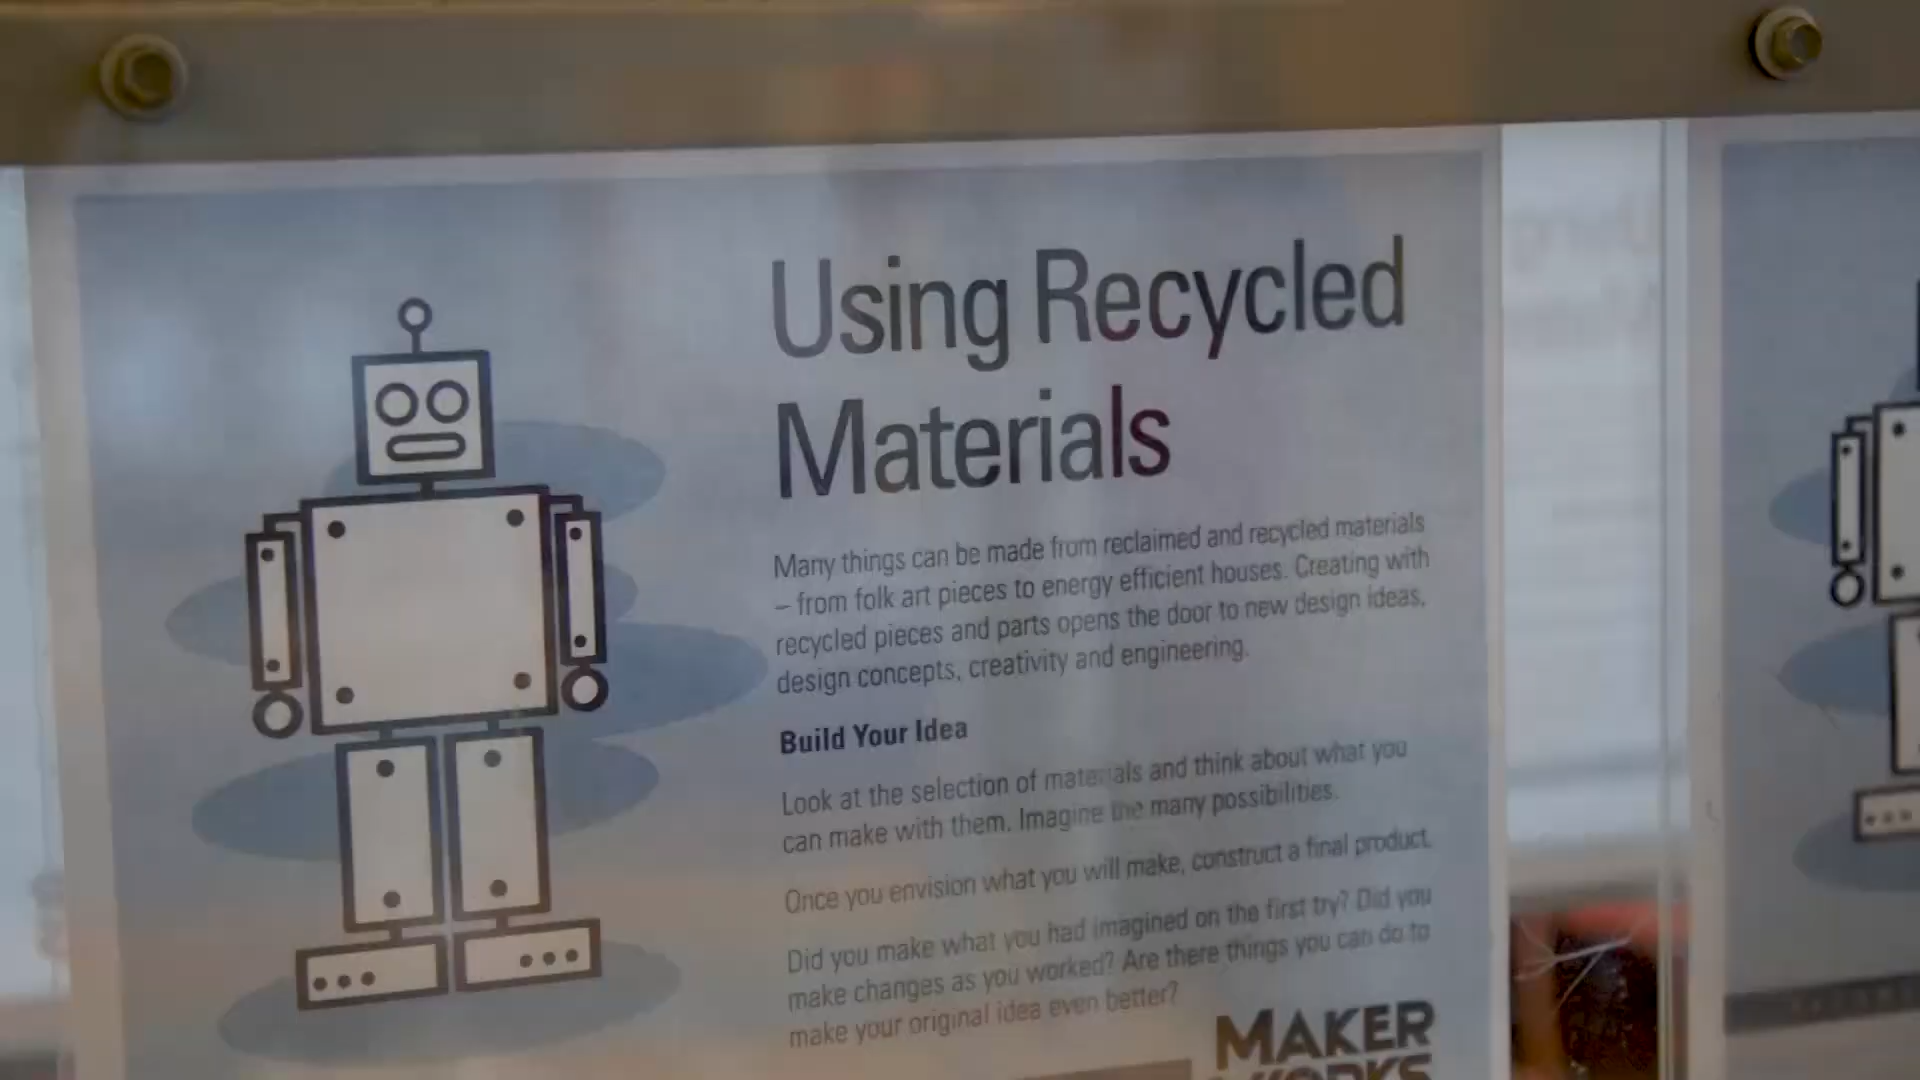 Using Recycled
Materials
Many things can be made from reclaimed and recycled materials
– from folk art pieces to energy efficient houses. Creating with
recycled pieces and parts opens the door to new design ideas,
design concepts, creativity and engineering.
Build Your Idea
Look at the selection of materials and think about what you
can make with them. Imagine the many possibilities.
Once you envision what you will make, construct a final product.
Did you make what you had imagined on the first try? Did you
make changes as you worked? Are there things you can do to
make your original idea even better?
MAKER
WORKS